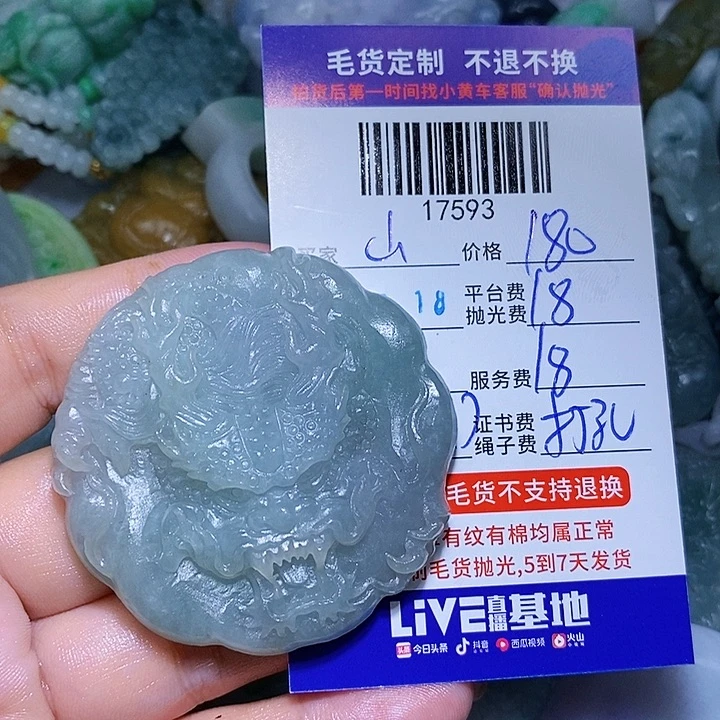 毛货定制 不退不换
拍货后第一时间找小黄车客服“确认抛光”
17593
买家 山 价格 180
18 平台费
抛光费 18
服务费 18
证书费
绳子费 打孔
毛货不支持退换
有纹有棉均属正常
制毛货抛光,5到7天发货
LiVE直播基地
头条 今日头条 抖音 西瓜视频 火山